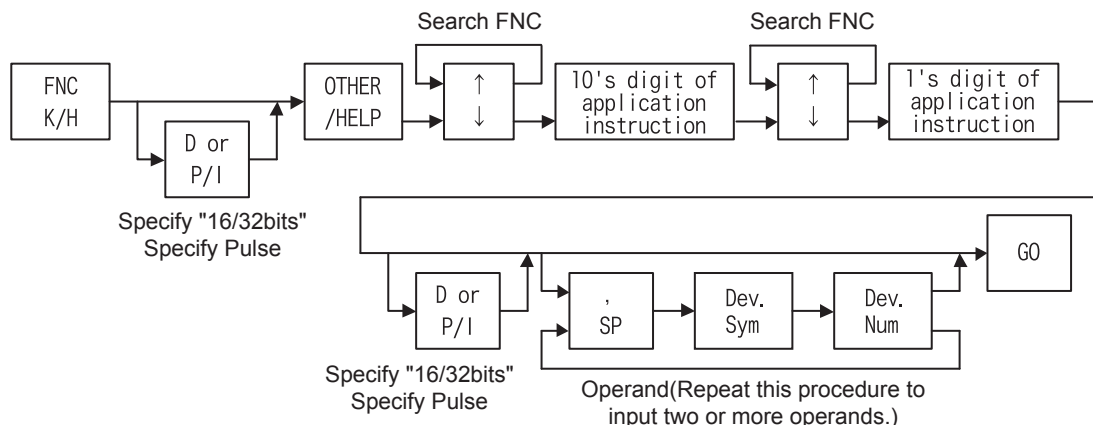 Search FNC
Search FNC
FNC
K/H
D or
P/I
Specify "16/32bits"
Specify Pulse
OTHER
/HELP
↑
↓
10's digit of
application
instruction
↑
↓
1's digit of
application
instruction
D or
P/I
Specify "16/32bits"
Specify Pulse
,
SP
Dev.
Sym
Dev.
Num
GO
Operand(Repeat this procedure to
input two or more operands.)